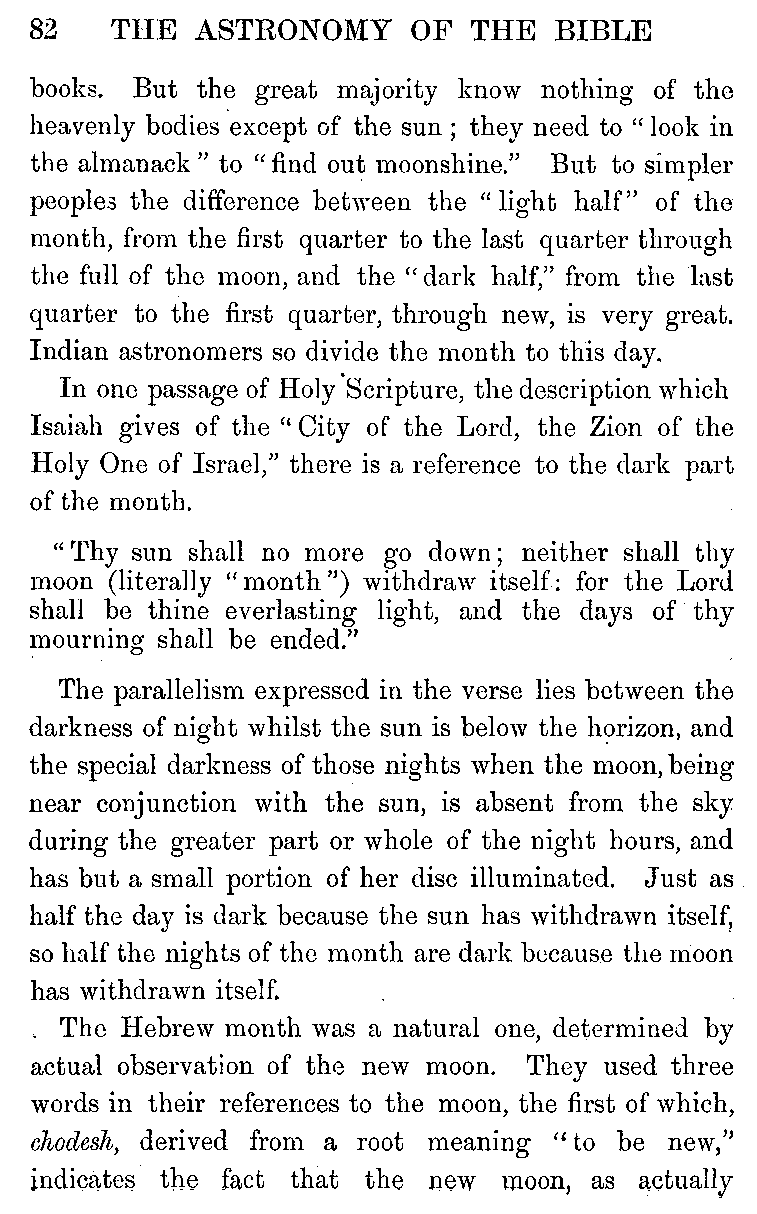 82 THE ASTRONOMY OF THE BIBLE
books. But the great majority know nothing of the
heavenly bodies except of the sun ; they need to “ look in
the almanack ” to “ find out moonshine.” But to simpler
peoples the difference between the “ light half ” of the
month, from the first quarter to the last quarter through
the full of the moon, and the “ dark half,” from the last
quarter to the first quarter, through new, is very great.
Indian astronomers so divide the month to this day.
In one passage of Holy Scripture, the description which
Isaiah gives of the “ City of the Lord, the Zion of the
Holy One of Israel,” there is a reference to the dark part
of the month.
“ Thy sun shall no more go down ; neither shall thy
moon (literally “ month ”) withdraw itself : for the Lord
shall be thine everlasting light, and the days of thy
mourning shall be ended.”
The parallelism expressed in the verse lies between the
darkness of night whilst the sun is below the horizon, and
the special darkness of those nights when the moon, being
near conjunction with the sun, is absent from the sky
during the greater part or whole of the night hours, and
has but a small portion of her disc illuminated. Just as
half the day is dark because the sun has withdrawn itself,
so half the nights of the month are dark because the moon
has withdrawn itself.
The Hebrew month was a natural one, determined by
actual observation of the new moon. They used three
words in their references to the moon, the first of which,
chodesh, derived from a root meaning “ to be new,”
indicates the fact that the new moon, as actually